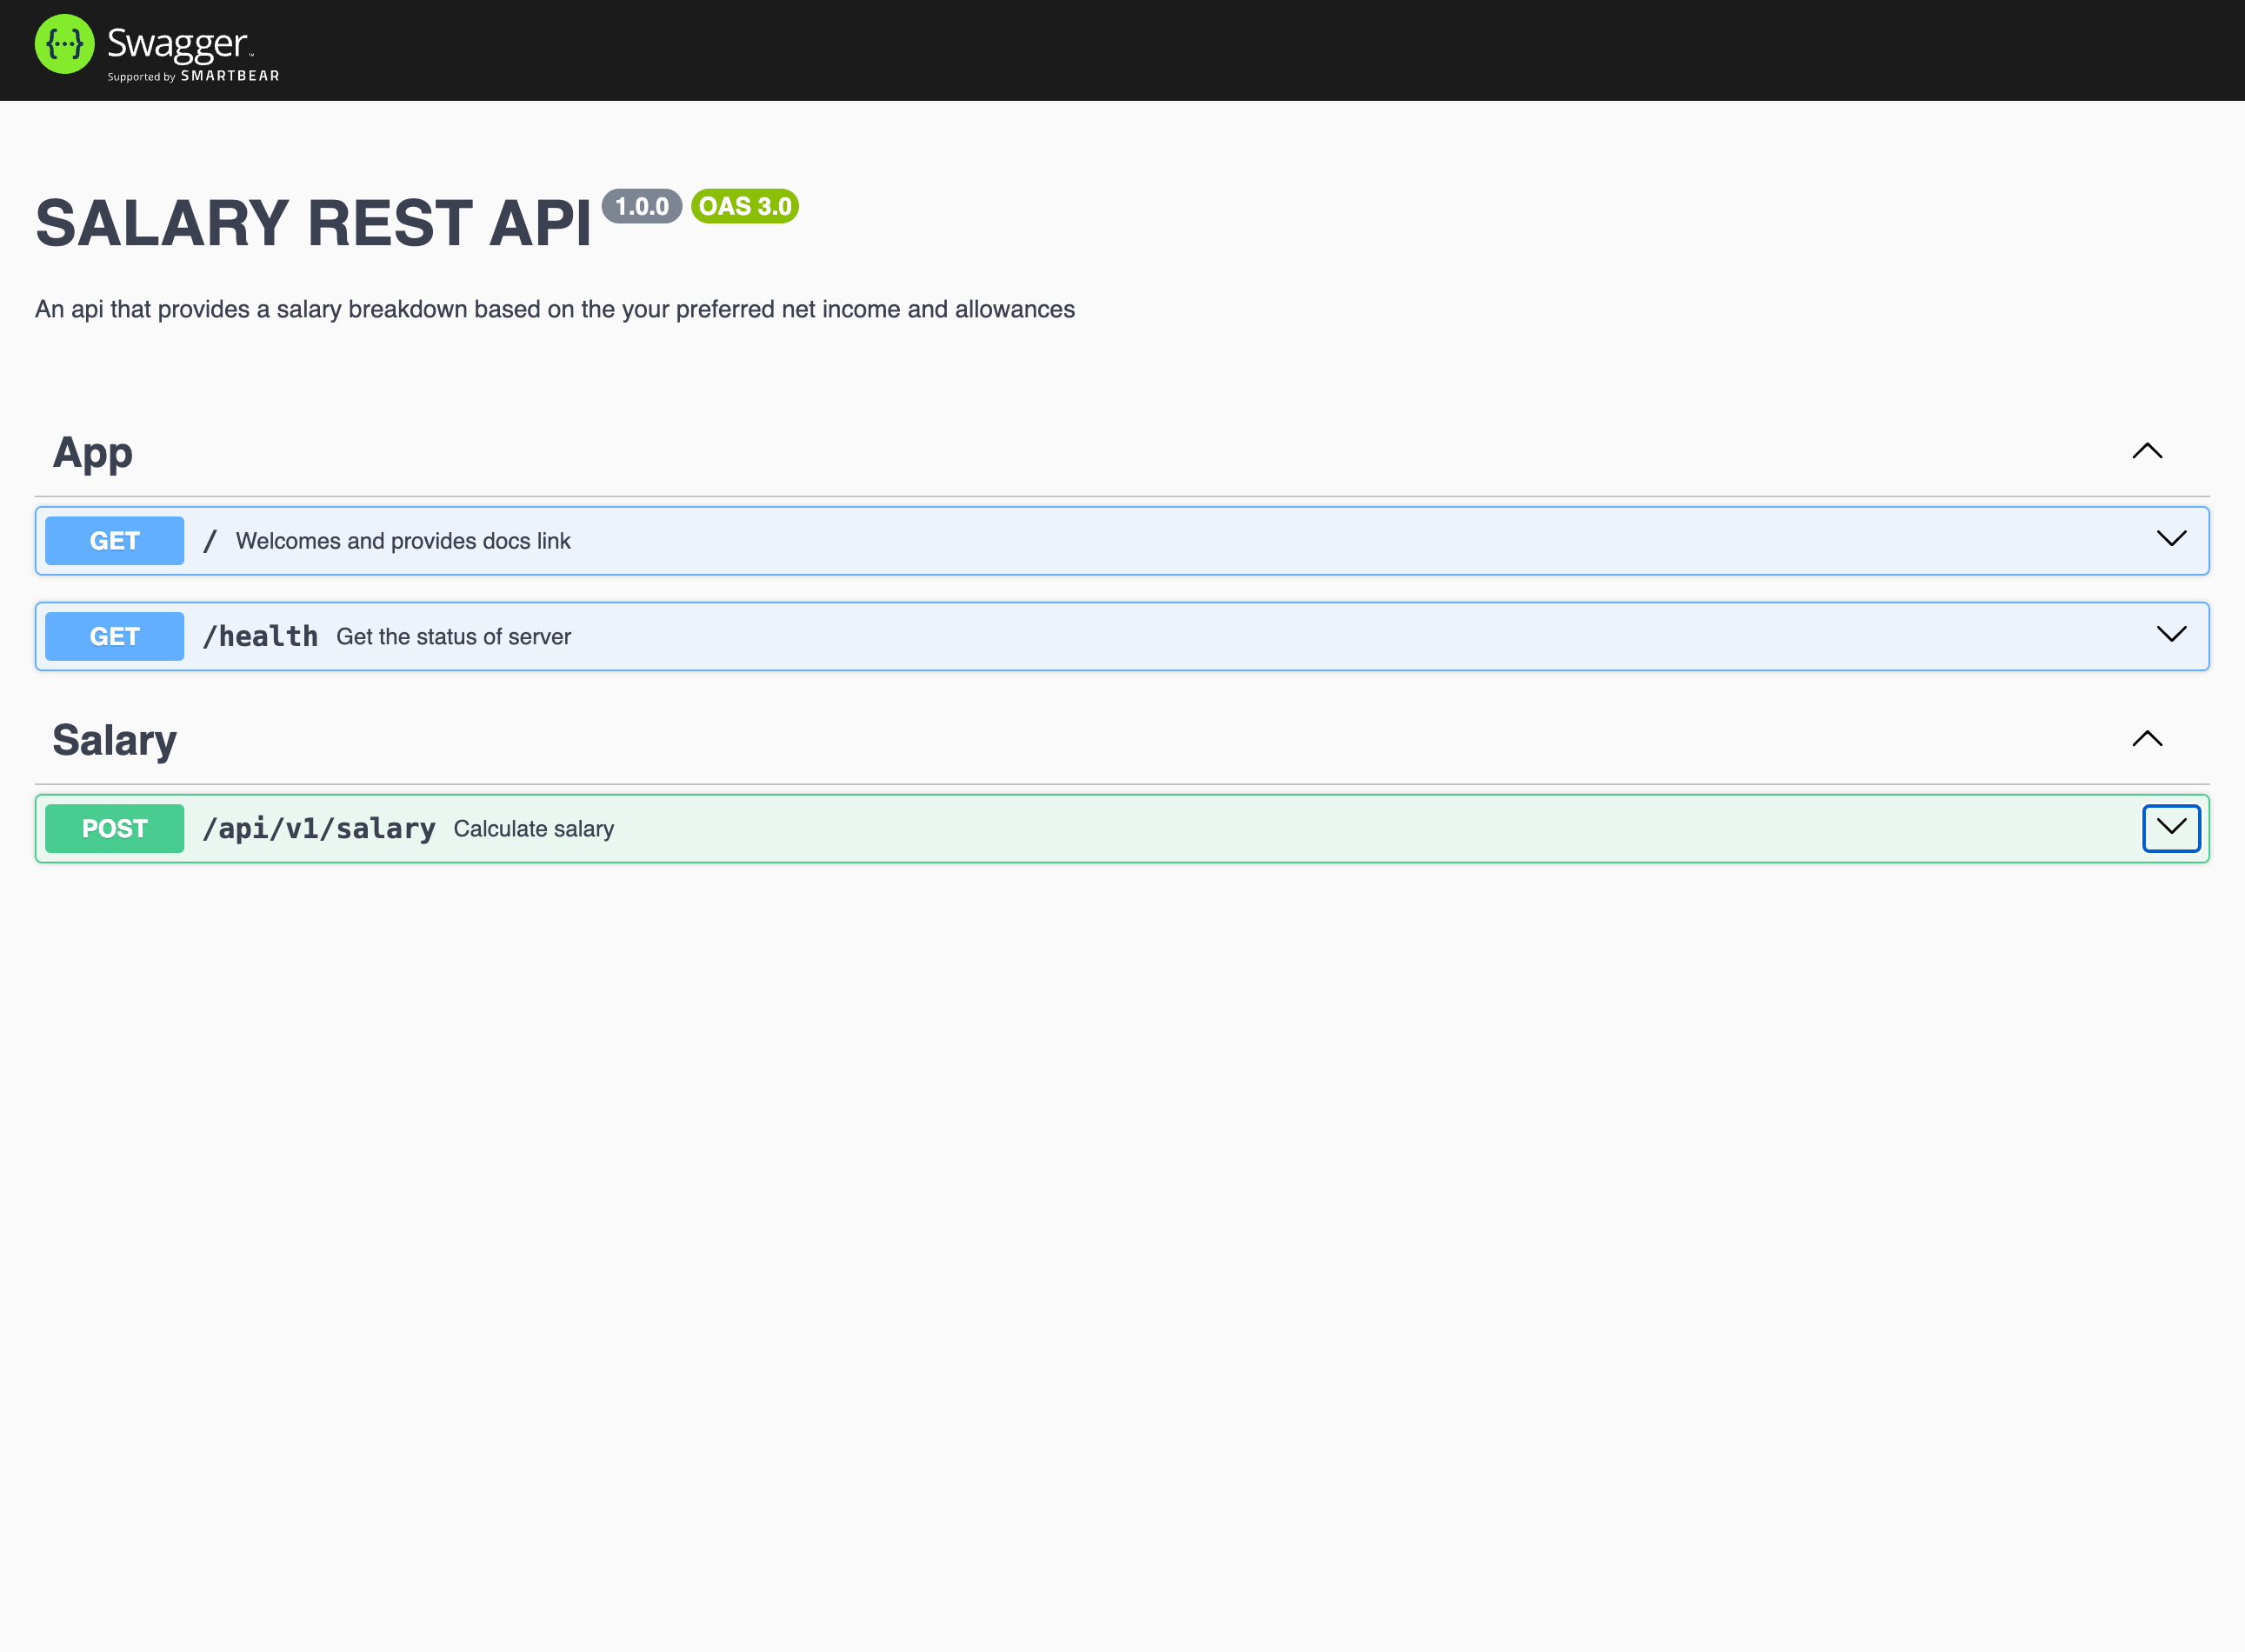 {···} Swagger™
Supported by SMARTBEAR
SALARY REST API 1.0.0 OAS 3.0
An api that provides a salary breakdown based on the your preferred net income and allowances
App
GET / Welcomes and provides docs link
GET /health Get the status of server
Salary
POST /api/v1/salary Calculate salary